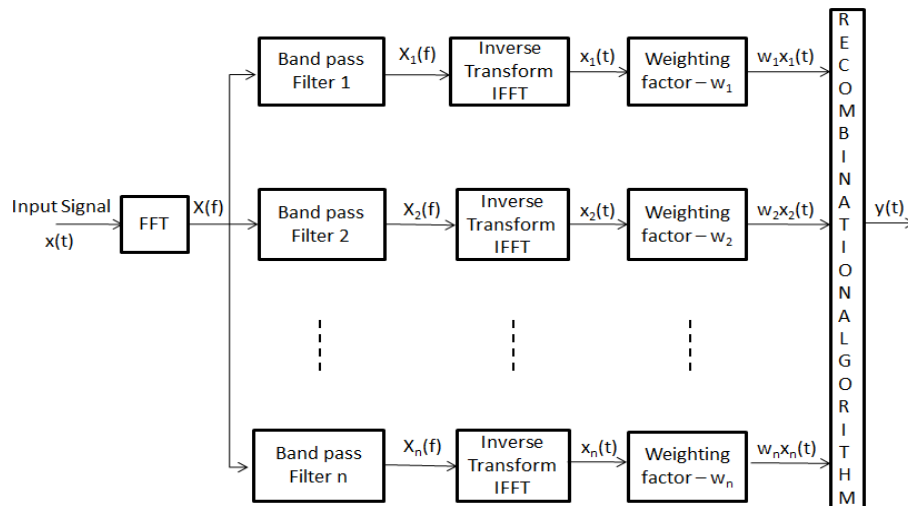 Band pass
Filter 1
X₁(f)
Inverse
Transform
IFFT
x₁(t)
Weighting
factor – w₁
w₁x₁(t)
Input Signal
x(t)
FFT
X(f)
Band pass
Filter 2
X₂(f)
Inverse
Transform
IFFT
x₂(t)
Weighting
factor – w₂
w₂x₂(t)
RECOMBINATIONALGORITHM
y(t)
Band pass
Filter n
Xₙ(f)
Inverse
Transform
IFFT
xₙ(t)
Weighting
factor – wₙ
wₙxₙ(t)